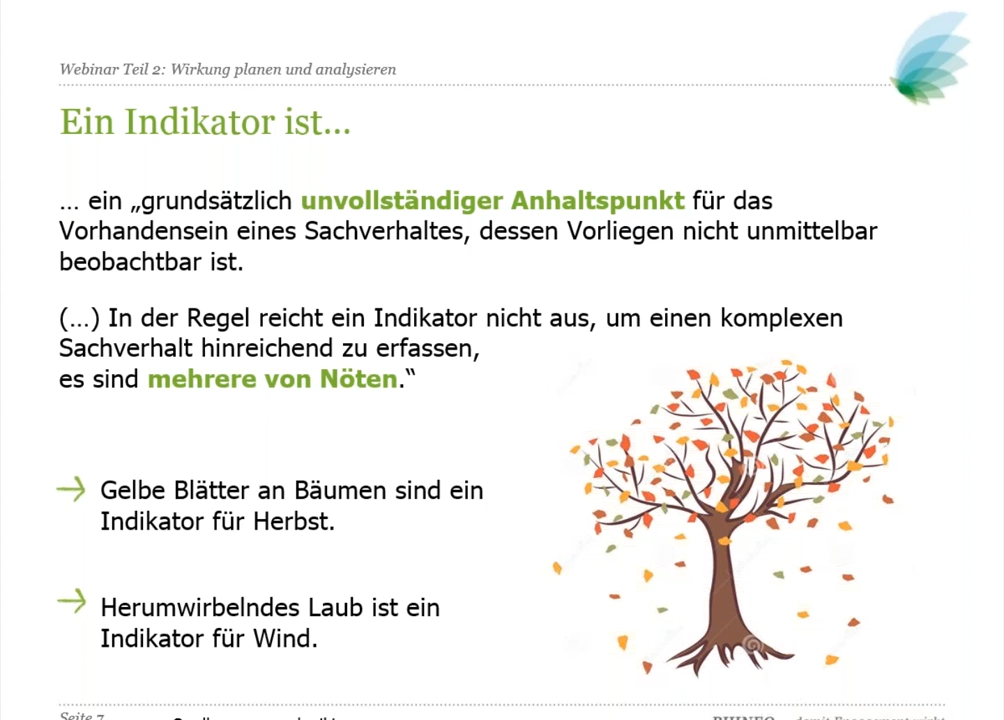 Webinar Teil 2: Wirkung planen und analysieren
Ein Indikator ist...
... ein „grundsätzlich unvollständiger Anhaltspunkt für das
Vorhandensein eines Sachverhaltes, dessen Vorliegen nicht unmittelbar
beobachtbar ist.
(...) In der Regel reicht ein Indikator nicht aus, um einen komplexen
Sachverhalt hinreichend zu erfassen,
es sind mehrere von Nöten.“
Gelbe Blätter an Bäumen sind ein
Indikator für Herbst.
Herumwirbelndes Laub ist ein
Indikator für Wind.
Seite 7